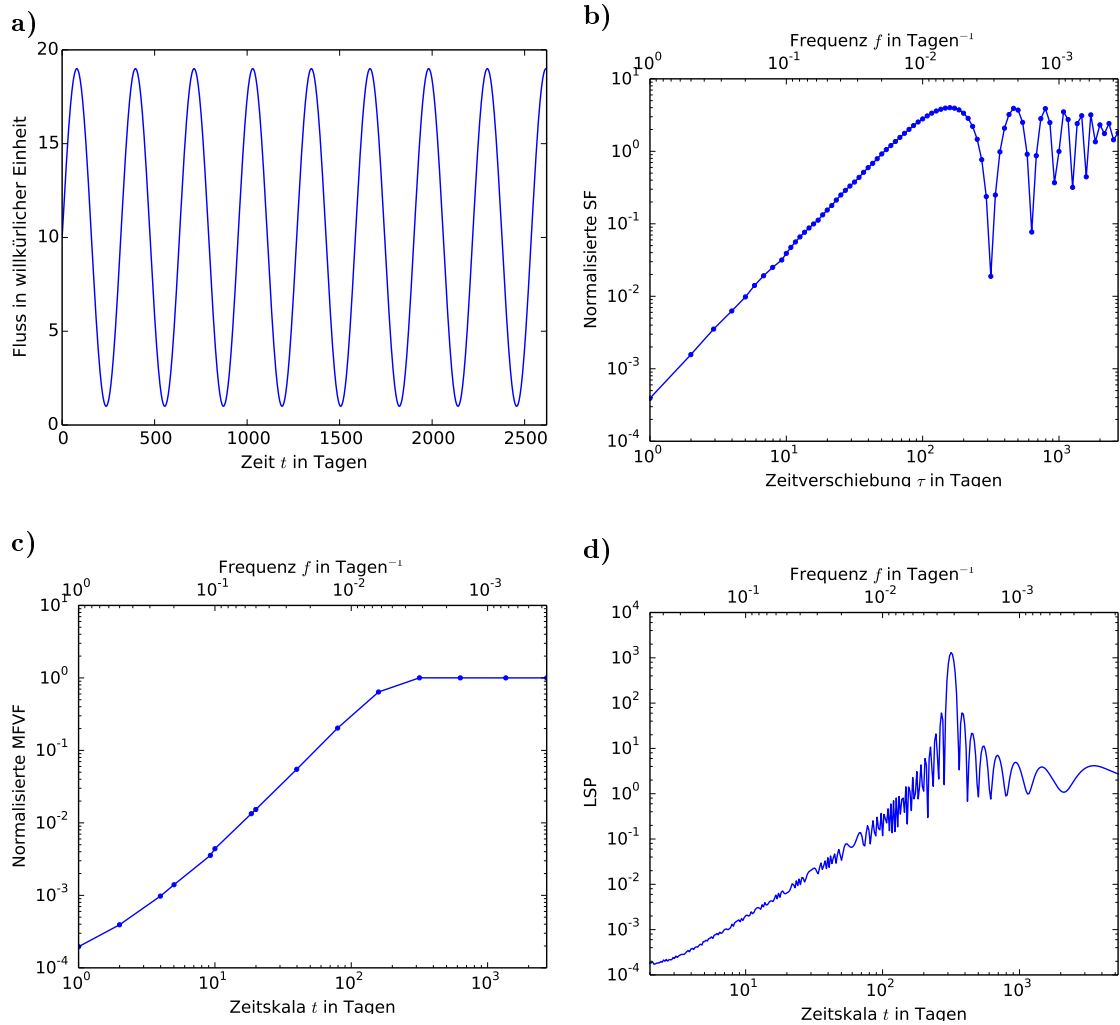 a)
20
15
10
5
0
Fluss in willkürlicher Einheit
0 500 1000 1500 2000 2500
Zeit t in Tagen
b)
Frequenz f in Tagen⁻¹
10⁰ 10⁻¹ 10⁻² 10⁻³
10¹
10⁰
10⁻¹
10⁻²
10⁻³
10⁻⁴
Normalisierte SF
10⁰ 10¹ 10² 10³
Zeitverschiebung τ in Tagen
c)
Frequenz f in Tagen⁻¹
10⁰ 10⁻¹ 10⁻² 10⁻³
10¹
10⁰
10⁻¹
10⁻²
10⁻³
10⁻⁴
Normalisierte MFVF
10⁰ 10¹ 10² 10³
Zeitskala t in Tagen
d)
Frequenz f in Tagen⁻¹
10⁻¹ 10⁻² 10⁻³
10⁴
10³
10²
10¹
10⁰
10⁻¹
10⁻²
10⁻³
10⁻⁴
LSP
10¹ 10² 10³
Zeitskala t in Tagen